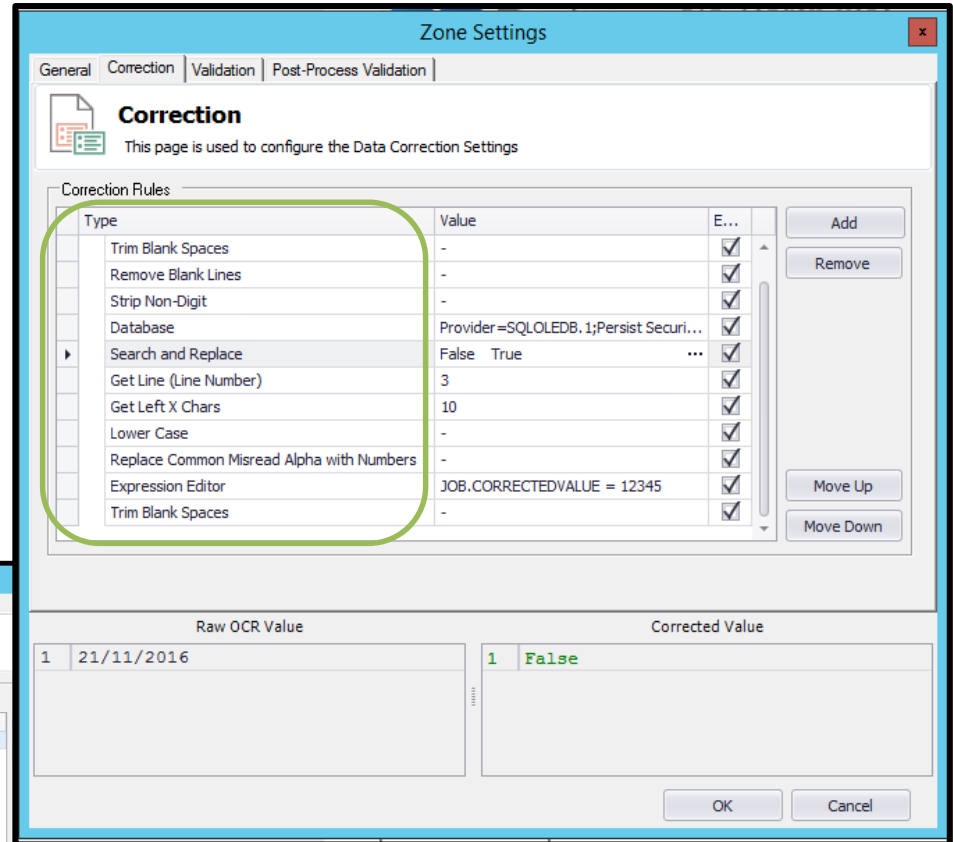 Zone Settings
x
General Correction Validation Post-Process Validation
Correction
This page is used to configure the Data Correction Settings
Correction Rules
Type Value E...
Trim Blank Spaces -
Remove Blank Lines -
Strip Non-Digit -
Database Provider=SQLOLEDB.1;Persist Securi...
Search and Replace False True ...
Get Line (Line Number) 3
Get Left X Chars 10
Lower Case -
Replace Common Misread Alpha with Numbers -
Expression Editor JOB.CORRECTEDVALUE = 12345
Trim Blank Spaces -
Add
Remove
Move Up
Move Down
Raw OCR Value Corrected Value
1 21/11/2016 1 False
OK Cancel